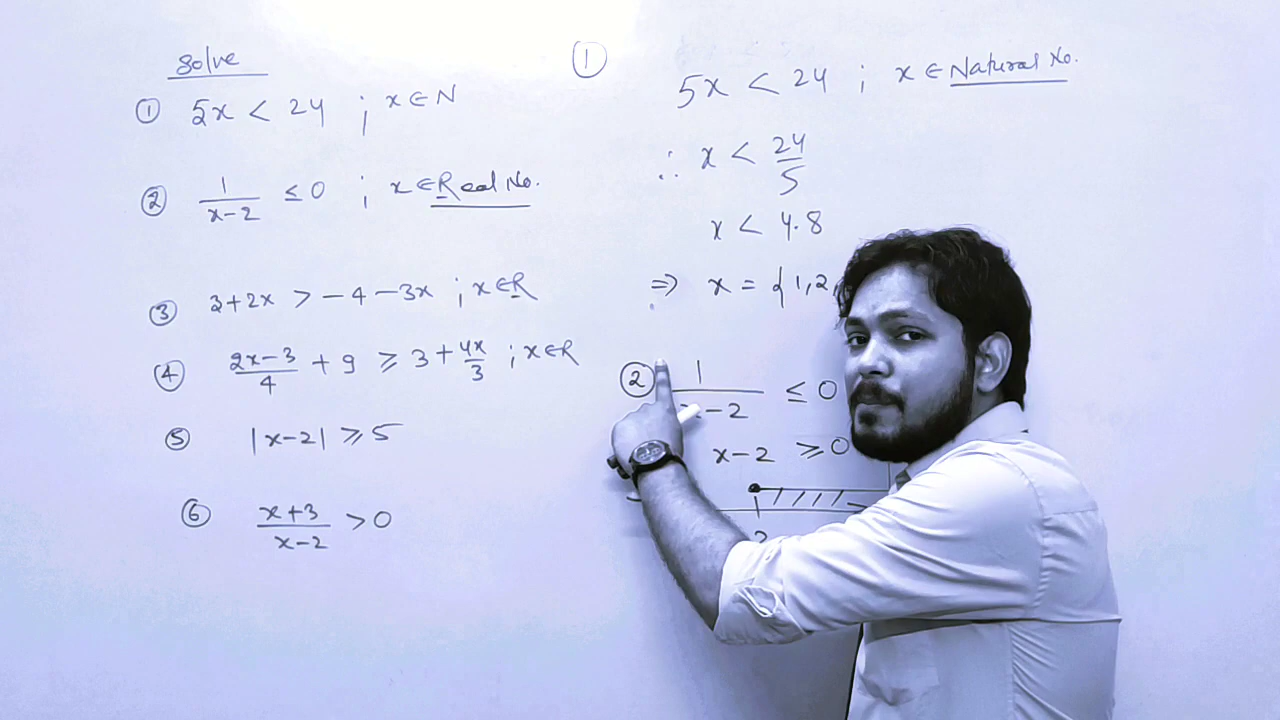 Solve
① 5x < 24 ; x ∈ N
② 1/(x-2) ≤ 0 ; x ∈ Real No.
③ 3+2x > -4-3x ; x ∈ R
④ (2x-3)/4 + 9 ≥ 3 + 4x/3 ; x ∈ R
⑤ |x-2| ≥ 5
⑥ (x+3)/(x-2) > 0
①
5x < 24 ; x ∈ Natural No.
∴ x < 24/5
x < 4.8
⇒ x = {1,2,
② 1/(x-2) ≤ 0
x-2 ≥ 0
2